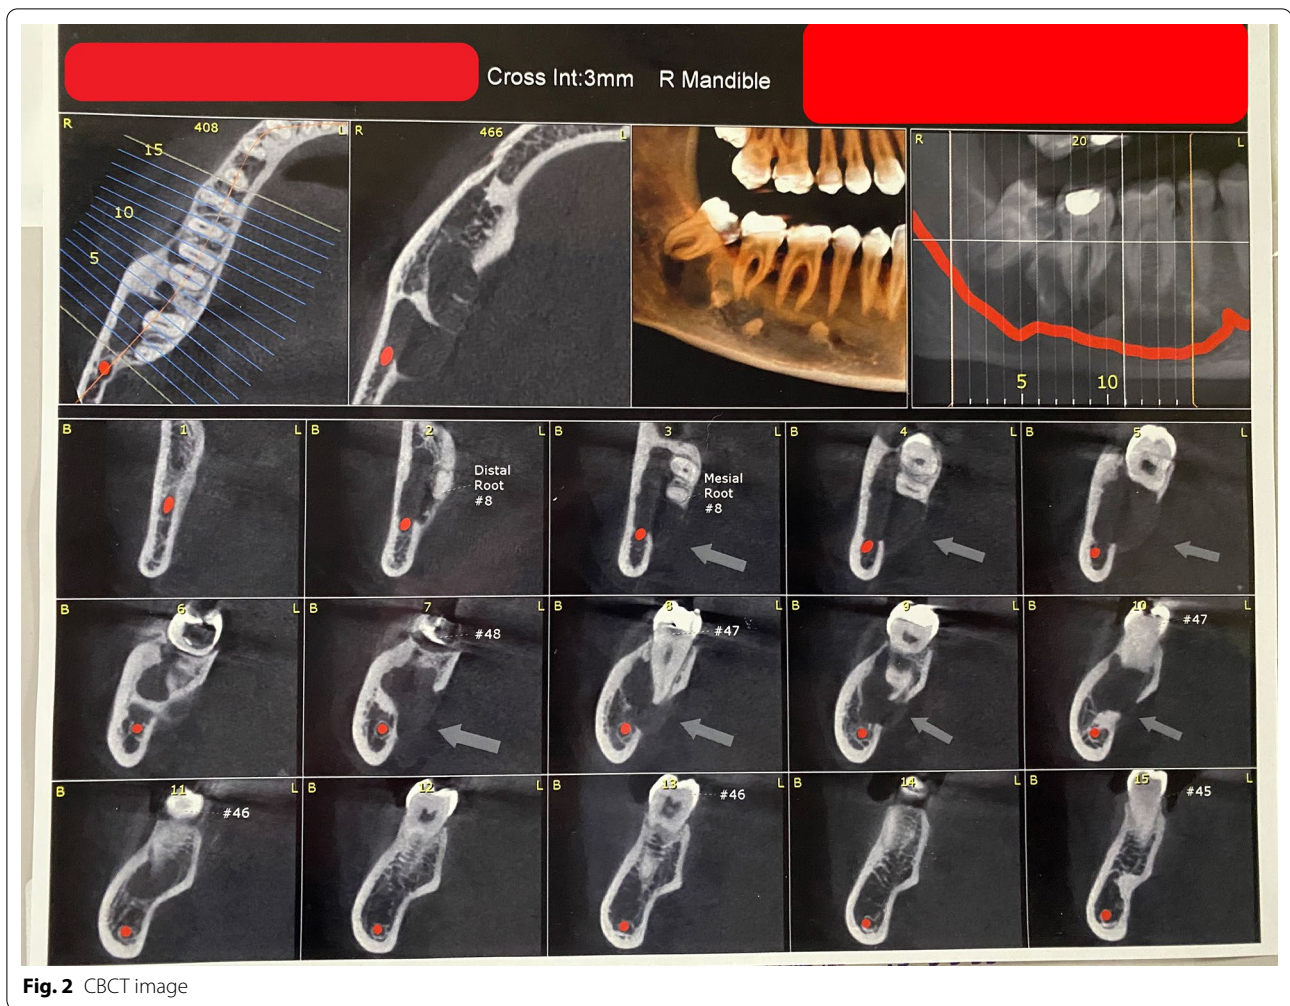 Cross Int:3mm R Mandible
R 408 L
15
10
5
R 466 L
R 20 L
5 10
B 1 L
B 2 L
Distal
Root
#8
B 3 L
Mesial
Root
#8
B 4 L
B 5 L
B 6 L
B 7 L
#48
B 8 L
#47
B 9 L
B 10 L
#47
B 11 L
#46
B 12 L
B 13 L
#46
B 14 L
B 15 L
#45
Fig. 2 CBCT image